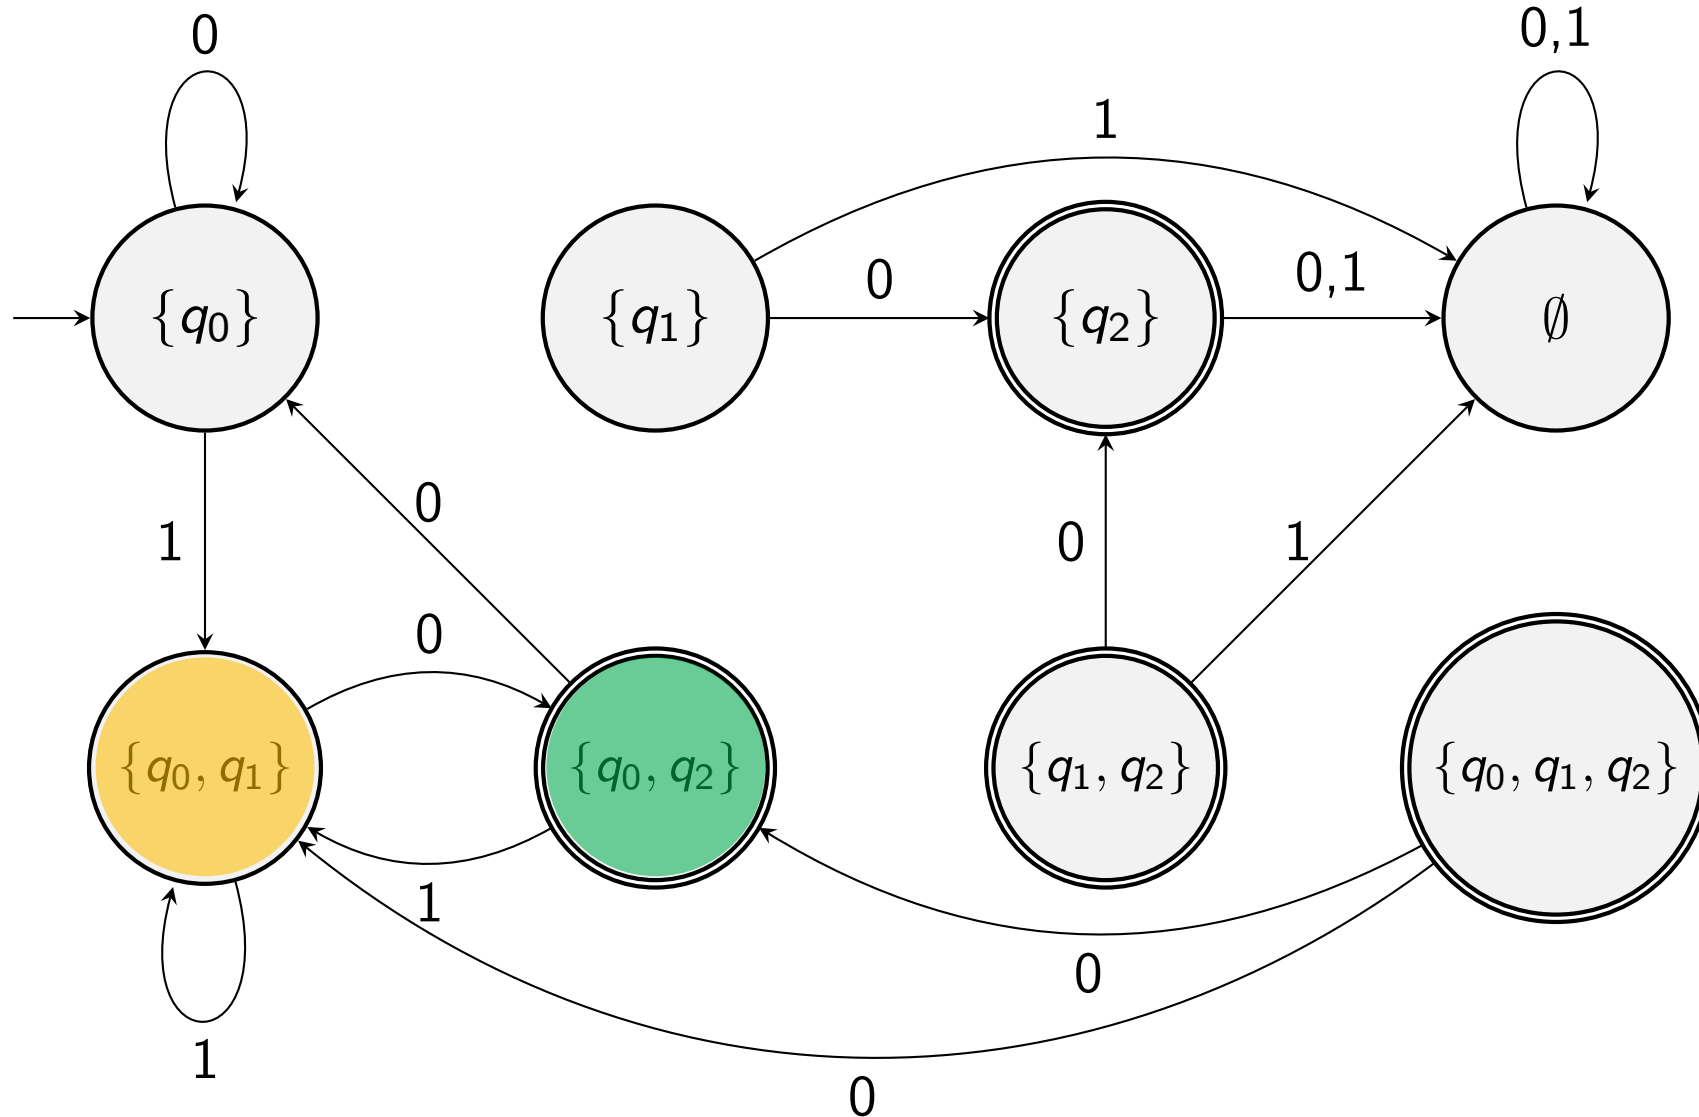 0
0,1
1
{q₀}
{q₁}
0
{q₂}
0,1
∅
0
1
0
1
0
{q₀, q₁}
{q₀, q₂}
{q₁, q₂}
{q₀, q₁, q₂}
1
0
1
0